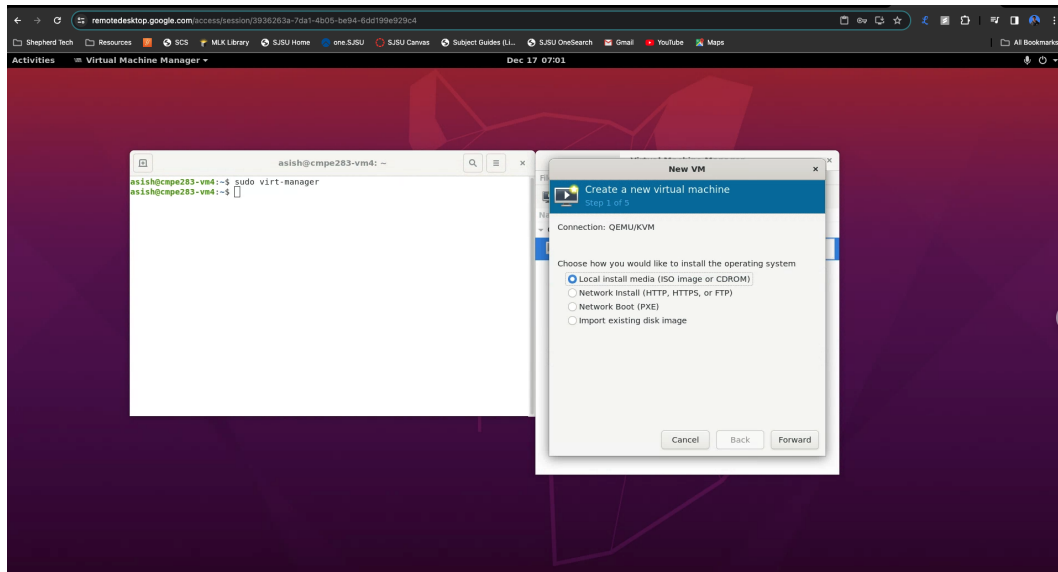 remotedesktop.google.com/access/session/3936263a-7da1-4b05-be94-6dd199e929c4
Shepherd Tech Resources SCS MLK Library SJSU Home one.SJSU SJSU Canvas Subject Guides (Li... SJSU OneSearch Gmail YouTube Maps All Bookmarks
Activities Virtual Machine Manager Dec 17 07:01
asish@cmpe283-vm4: ~
asish@cmpe283-vm4:~$ sudo virt-manager
asish@cmpe283-vm4:~$
New VM
Create a new virtual machine
Step 1 of 5
Connection: QEMU/KVM
Choose how you would like to install the operating system
Local install media (ISO image or CDROM)
Network Install (HTTP, HTTPS, or FTP)
Network Boot (PXE)
Import existing disk image
Cancel Back Forward